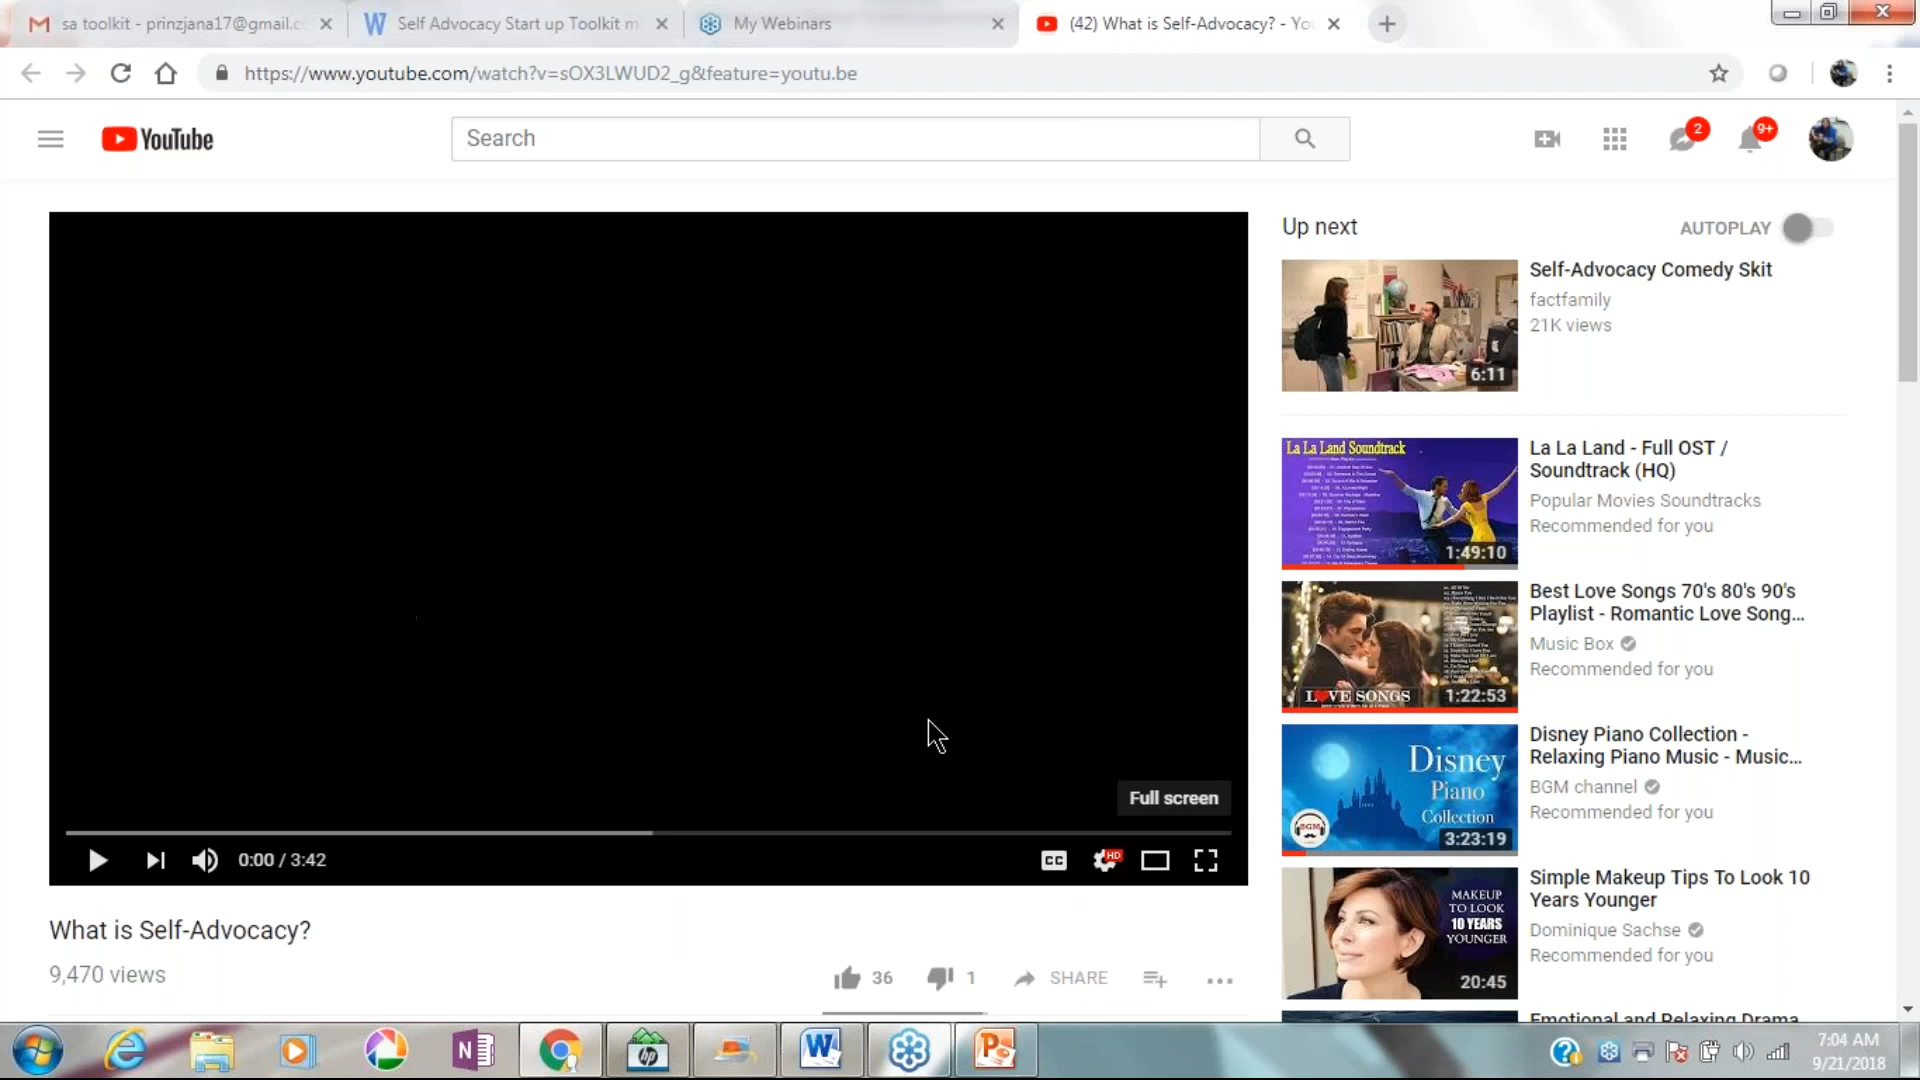 sa toolkit - prinzjana17@gmail.c
Self Advocacy Start up Toolkit m
My Webinars
(42) What is Self-Advocacy? - Yo
https://www.youtube.com/watch?v=sOX3LWUD2_g&feature=youtu.be
YouTube
Search
2
9+
Up next
AUTOPLAY
Self-Advocacy Comedy Skit
factfamily
21K views
6:11
La La Land Soundtrack
1:49:10
La La Land - Full OST /
Soundtrack (HQ)
Popular Movies Soundtracks
Recommended for you
LOVE SONGS
1:22:53
Best Love Songs 70's 80's 90's
Playlist - Romantic Love Song...
Music Box
Recommended for you
Disney
Piano
Collection
BGM
3:23:19
Disney Piano Collection -
Relaxing Piano Music - Music...
BGM channel
Recommended for you
MAKEUP
TO LOOK
10 YEARS
YOUNGER
20:45
Simple Makeup Tips To Look 10
Years Younger
Dominique Sachse
Recommended for you
Emotional and Relaxing Drama
Full screen
0:00 / 3:42
CC
HD
What is Self-Advocacy?
9,470 views
36
1
SHARE
hp
7:04 AM
9/21/2018